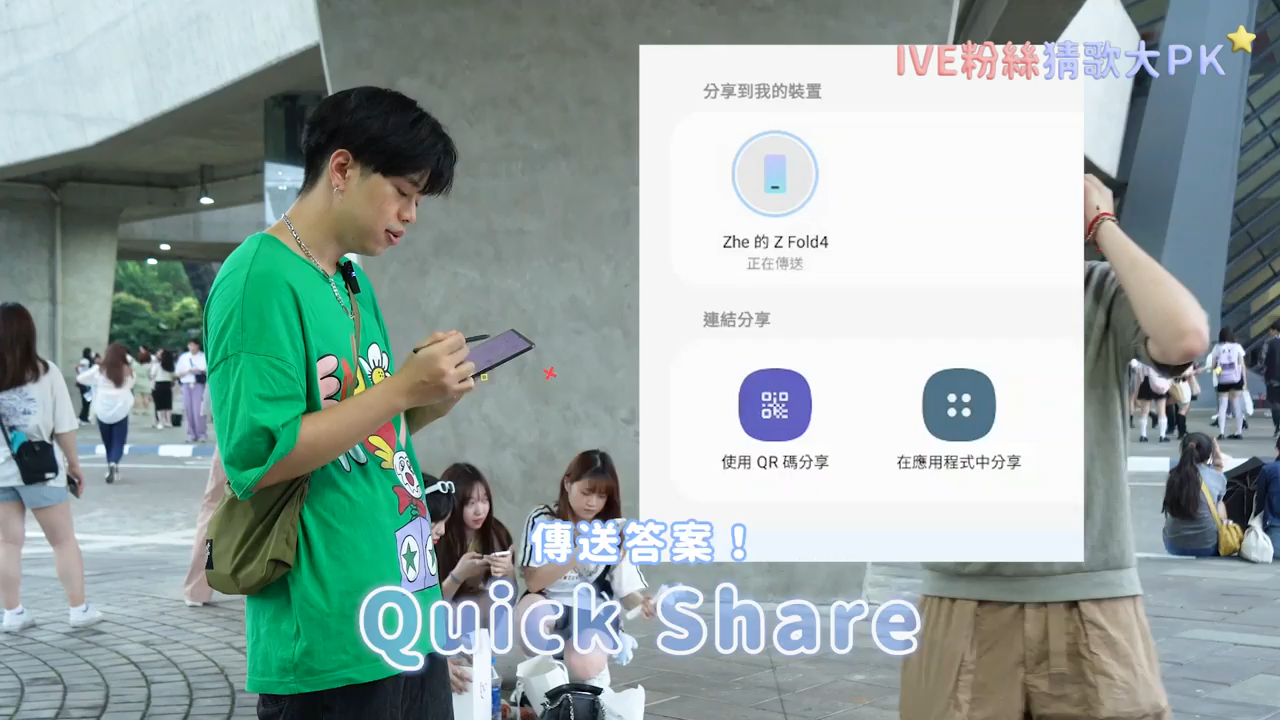 IVE粉絲猜歌大PK
分享到我的裝置
Zhe 的 Z Fold4
正在傳送
連結分享
使用 QR 碼分享
在應用程式中分享
傳送答案！
Quick Share